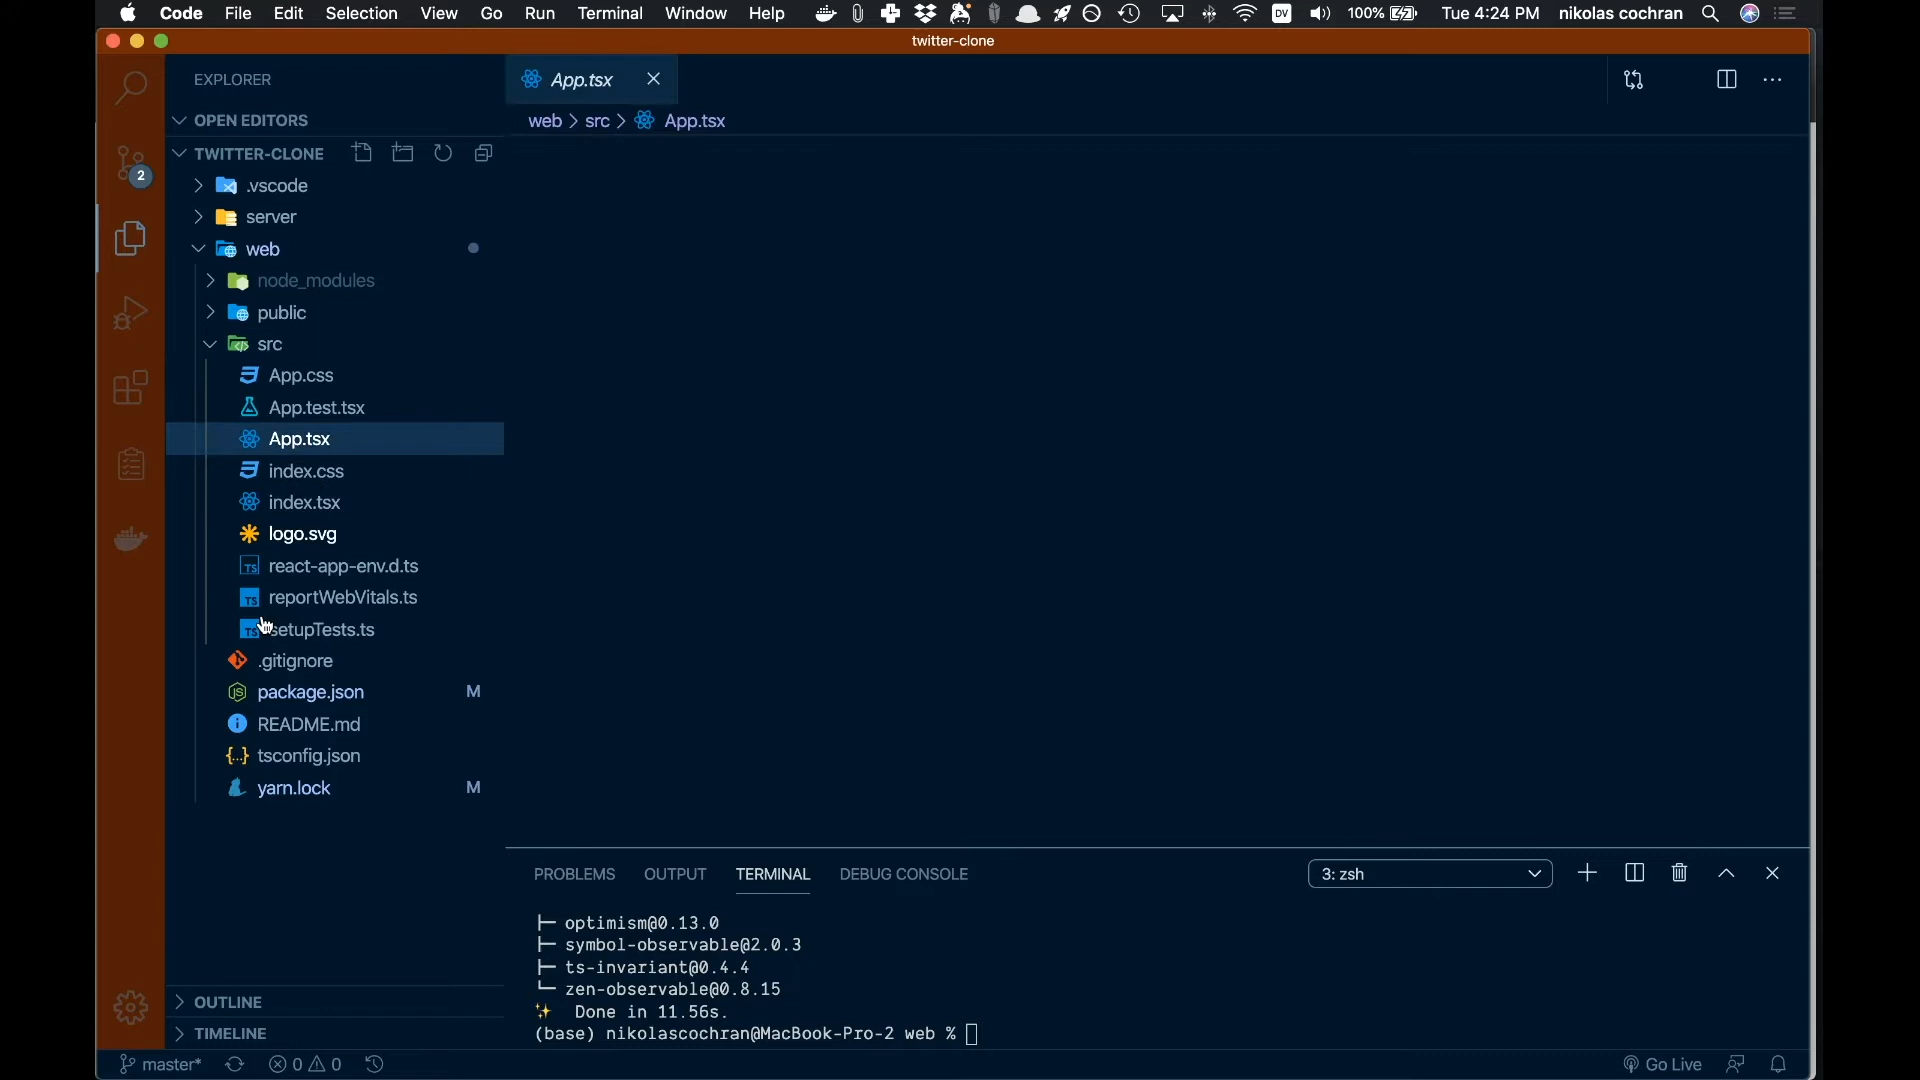 Code File Edit Selection View Go Run Terminal Window Help DV 100% Tue 4:24 PM nikolas cochran
twitter-clone
EXPLORER
App.tsx
OPEN EDITORS
web > src > App.tsx
TWITTER-CLONE
2
.vscode
server
web
node_modules
public
src
App.css
App.test.tsx
App.tsx
index.css
index.tsx
logo.svg
react-app-env.d.ts
reportWebVitals.ts
setupTests.ts
.gitignore
package.json M
README.md
tsconfig.json
yarn.lock M
PROBLEMS OUTPUT TERMINAL DEBUG CONSOLE 3: zsh
├─ optimism@0.13.0
├─ symbol-observable@2.0.3
├─ ts-invariant@0.4.4
└─ zen-observable@0.8.15
✨ Done in 11.56s.
(base) nikolascochran@MacBook-Pro-2 web %
OUTLINE
TIMELINE
master* 0 0 Go Live